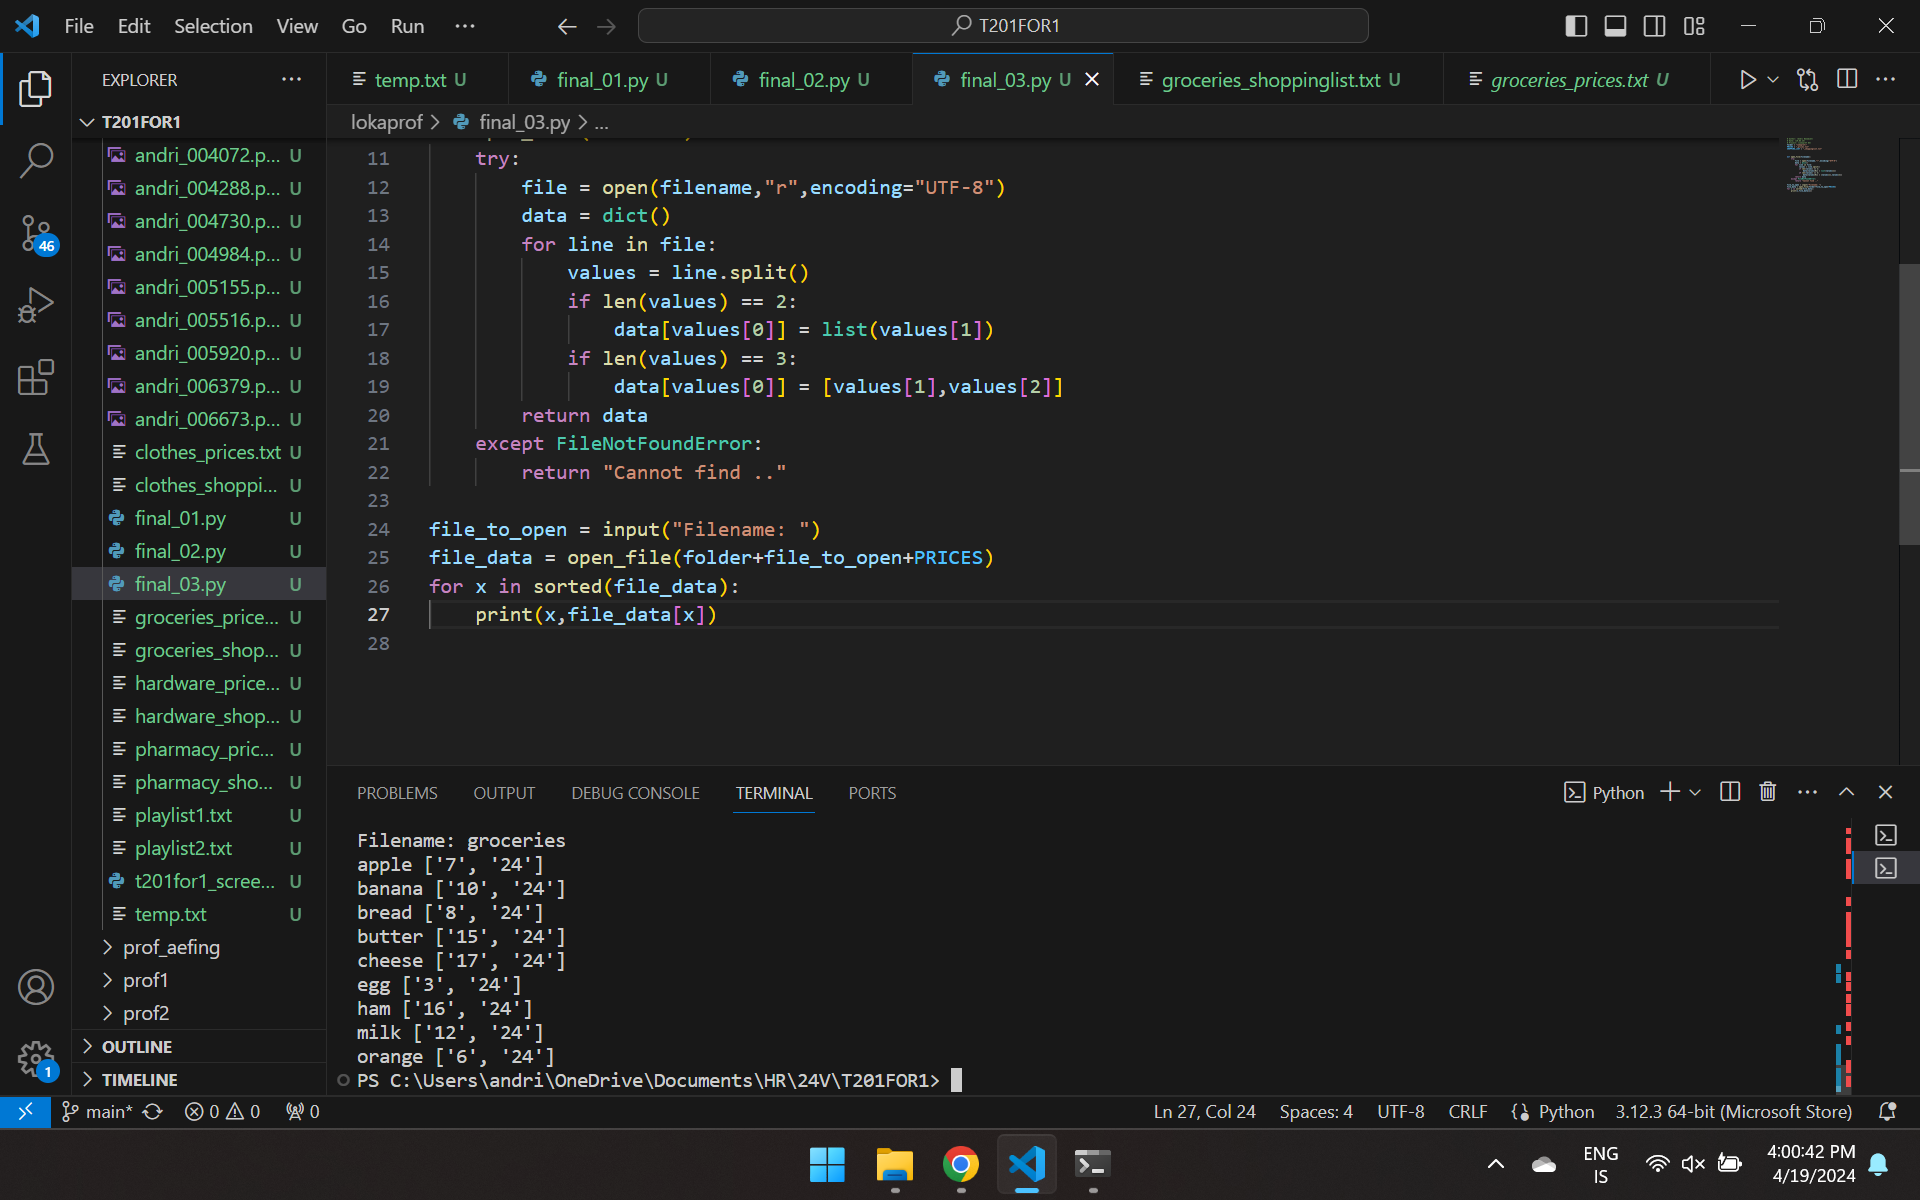 File Edit Selection View Go Run ··· T201FOR1
EXPLORER ···
T201FOR1
andri_004072.p... U
andri_004288.p... U
andri_004730.p... U
andri_004984.p... U
andri_005155.p... U
andri_005516.p... U
andri_005920.p... U
andri_006379.p... U
andri_006673.p... U
clothes_prices.txt U
clothes_shoppi... U
final_01.py U
final_02.py U
final_03.py U
groceries_price... U
groceries_shop... U
hardware_price... U
hardware_shop... U
pharmacy_pric... U
pharmacy_sho... U
playlist1.txt U
playlist2.txt U
t201for1_scree... U
temp.txt U
prof_aefing
prof1
prof2
OUTLINE
TIMELINE
46
1
temp.txt U final_01.py U final_02.py U final_03.py U groceries_shoppinglist.txt U groceries_prices.txt U
lokaprof > final_03.py > ...
11 try:
12 file = open(filename,"r",encoding="UTF-8")
13 data = dict()
14 for line in file:
15 values = line.split()
16 if len(values) == 2:
17 data[values[0]] = list(values[1])
18 if len(values) == 3:
19 data[values[0]] = [values[1],values[2]]
20 return data
21 except FileNotFoundError:
22 return "Cannot find .."
23
24 file_to_open = input("Filename: ")
25 file_data = open_file(folder+file_to_open+PRICES)
26 for x in sorted(file_data):
27 print(x,file_data[x])
28
PROBLEMS OUTPUT DEBUG CONSOLE TERMINAL PORTS Python
Filename: groceries
apple ['7', '24']
banana ['10', '24']
bread ['8', '24']
butter ['15', '24']
cheese ['17', '24']
egg ['3', '24']
ham ['16', '24']
milk ['12', '24']
orange ['6', '24']
PS C:\Users\andri\OneDrive\Documents\HR\24V\T201FOR1>
main* 0 0 0 Ln 27, Col 24 Spaces: 4 UTF-8 CRLF Python 3.12.3 64-bit (Microsoft Store)
ENG
IS
4:00:42 PM
4/19/2024